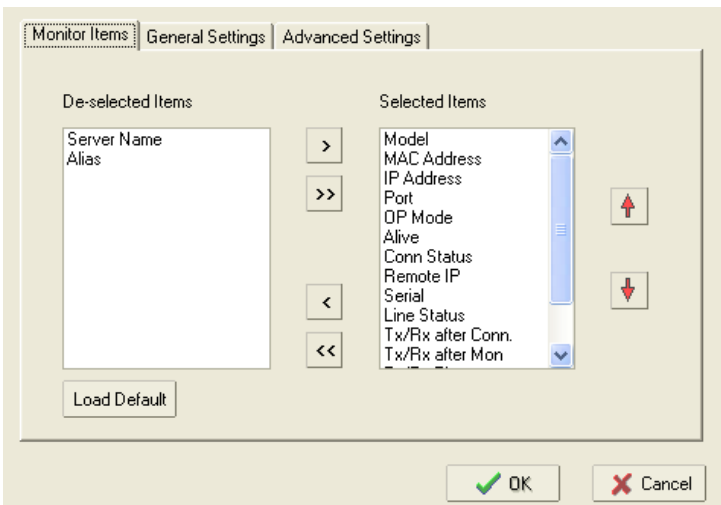 Monitor Items General Settings Advanced Settings
De-selected Items
Selected Items
Server Name
Alias
>
>>
<
<<
Model
MAC Address
IP Address
Port
OP Mode
Alive
Conn Status
Remote IP
Serial
Line Status
Tx/Rx after Conn.
Tx/Rx after Mon
Load Default
OK
Cancel